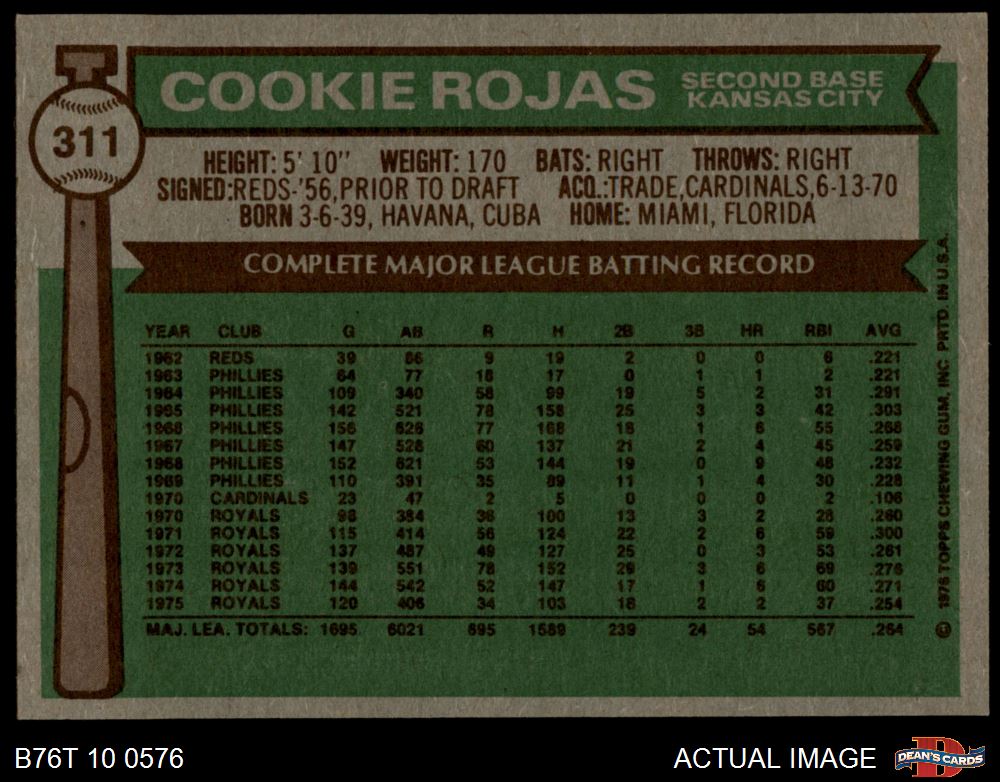 COOKIE ROJAS SECOND BASE
KANSAS CITY
311
HEIGHT: 5' 10" WEIGHT: 170 BATS: RIGHT THROWS: RIGHT
SIGNED:REDS-'56,PRIOR TO DRAFT ACQ.:TRADE,CARDINALS,6-13-70
BORN 3-6-39, HAVANA, CUBA HOME: MIAMI, FLORIDA
COMPLETE MAJOR LEAGUE BATTING RECORD
YEAR CLUB G AB R H 2B 3B HR RBI AVG
1962 REDS 39 86 9 19 2 0 0 6 .221
1963 PHILLIES 64 77 18 17 0 1 1 2 .221
1964 PHILLIES 109 340 58 99 19 5 2 31 .291
1965 PHILLIES 142 521 78 158 25 3 3 42 .303
1966 PHILLIES 156 626 77 168 18 1 6 55 .268
1967 PHILLIES 147 528 60 137 21 2 4 45 .259
1968 PHILLIES 152 621 53 144 19 0 9 48 .232
1969 PHILLIES 110 391 35 89 11 1 4 30 .228
1970 CARDINALS 23 47 2 5 0 0 0 2 .106
1970 ROYALS 98 384 36 100 13 3 2 28 .260
1971 ROYALS 115 414 56 124 22 2 6 59 .300
1972 ROYALS 137 487 49 127 25 0 3 53 .261
1973 ROYALS 139 551 78 152 29 3 6 69 .276
1974 ROYALS 144 542 52 147 17 1 6 60 .271
1975 ROYALS 120 406 34 103 18 2 2 37 .254
MAJ. LEA. TOTALS: 1695 6021 695 1589 239 24 54 567 .264
© 1976 TOPPS CHEWING GUM, INC. PRTD. IN U.S.A.
B76T 10 0576 ACTUAL IMAGE
D
DEAN'S CARDS